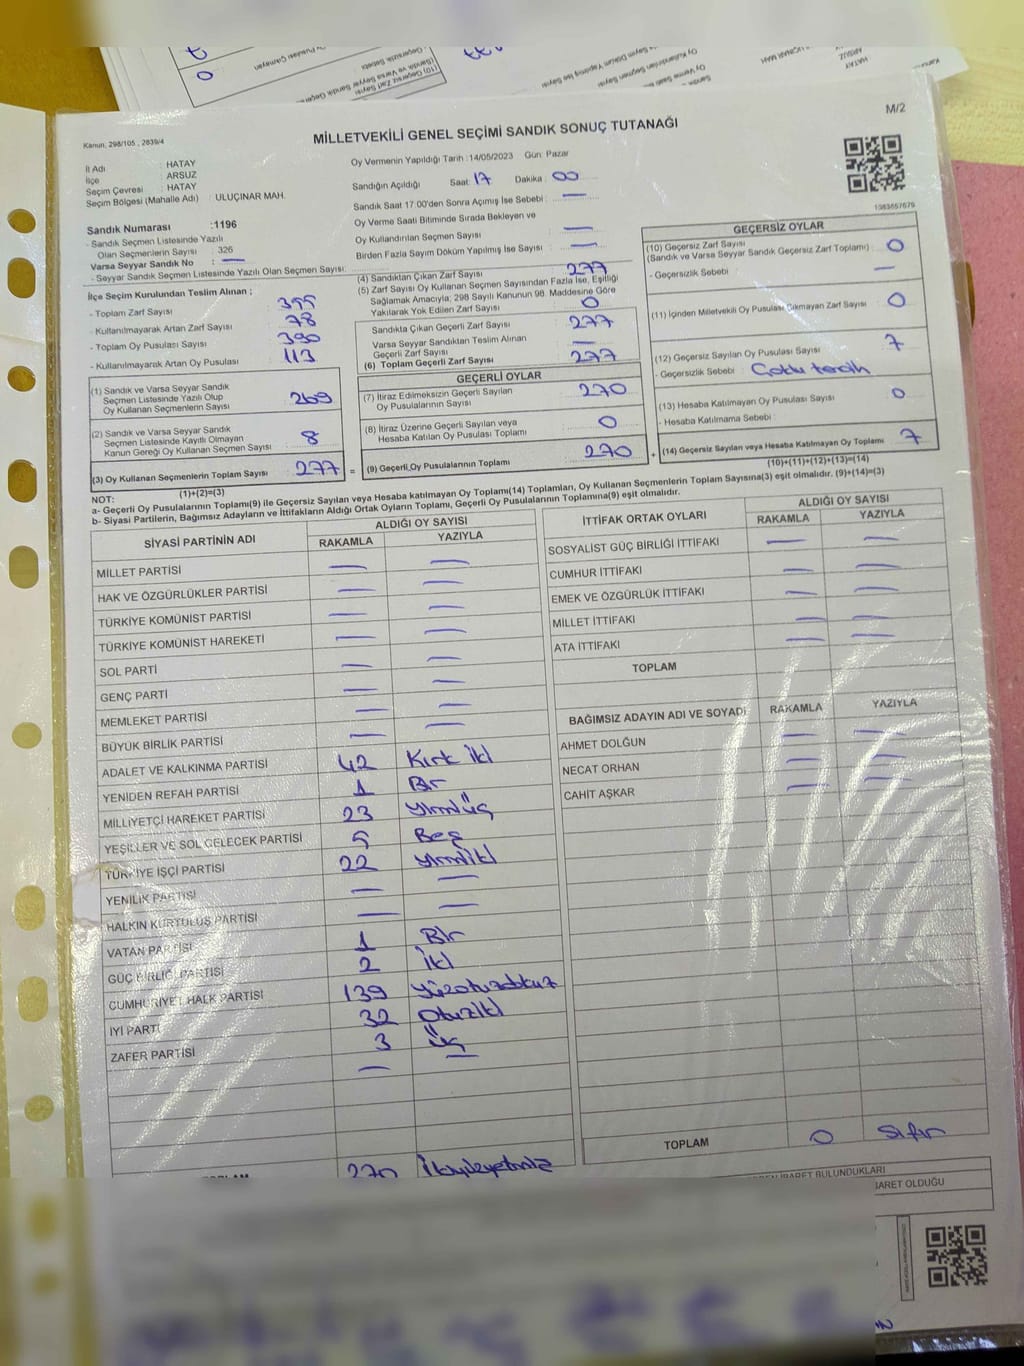 M/2
MİLLETVEKİLİ GENEL SEÇİMİ SANDIK SONUÇ TUTANAĞI
Kanun, 298/105 , 2839/4
İl Adı : HATAY
İlçe : ARSUZ
Seçim Çevresi : HATAY
Seçim Bölgesi (Mahalle Adı) : ULUÇINAR MAH.
Sandık Numarası :1196
- Sandık Seçmen Listesinde Yazılı
Olan Seçmenlerin Sayısı : 326
Varsa Seyyar Sandık No : —
- Seyyar Sandık Seçmen Listesinde Yazılı Olan Seçmen Sayısı:
İlçe Seçim Kurulundan Teslim Alınan ;
- Toplam Zarf Sayısı : 355
- Kullanılmayarak Artan Zarf Sayısı : 78
- Toplam Oy Pusulası Sayısı : 390
- Kullanılmayarak Artan Oy Pusulası : 113
(1) Sandık ve Varsa Seyyar Sandık
Seçmen Listesinde Yazılı Olup
Oy Kullanan Seçmenlerin Sayısı : 269
(2) Sandık ve Varsa Seyyar Sandık
Seçmen Listesinde Kayıtlı Olmayan
Kanun Gereği Oy Kullanan Seçmen Sayısı : 8
(3) Oy Kullanan Seçmenlerin Toplam Sayısı : 277 =
(1)+(2)=(3)
Oy Vermenin Yapıldığı Tarih :14/05/2023 Gün: Pazar
Sandığın Açıldığı Saat: 17 Dakika : 00
Sandık Saat 17 00'den Sonra Açımış İse Sebebi : —
Oy Verme Saati Bitiminde Sırada Bekleyen ve
Oy Kullandırılan Seçmen Sayısı : —
Birden Fazla Sayım Döküm Yapılmış İse Sayısı : —
(4) Sandıktan Çıkan Zarf Sayısı : 277
(5) Zarf Sayısı Oy Kullanan Seçmen Sayısından Fazla İse, Eşitliği
Sağlamak Amacıyla; 298 Sayılı Kanunun 98. Maddesine Göre
Yakılarak Yok Edilen Zarf Sayısı : 0
Sandıkta Çıkan Geçerli Zarf Sayısı : 277
Varsa Seyyar Sandıktan Teslim Alınan
Geçerli Zarf Sayısı : —
(6) Toplam Geçerli Zarf Sayısı : 277
GEÇERLİ OYLAR
(7) İtiraz Edilmeksizin Geçerli Sayılan
Oy Pusulalarının Sayısı : 270
(8) İtiraz Üzerine Geçerli Sayılan veya
Hesaba Katılan Oy Pusulası Toplamı : 0
(9) Geçerli Oy Pusulalarının Toplamı : 270 +
1083657679
GEÇERSİZ OYLAR
(10) Geçersiz Zarf Sayısı
(Sandık ve Varsa Seyyar Sandık Geçersiz Zarf Toplamı) : 0
- Geçersizlik Sebebi : —
(11) İçinden Milletvekili Oy Pusulası Çıkmayan Zarf Sayısı : 0
(12) Geçersiz Sayılan Oy Pusulası Sayısı : 7
- Geçersizlik Sebebi : Çoklu tercih
(13) Hesaba Katılmayan Oy Pusulası Sayısı : 0
- Hesaba Katılmama Sebebi :
(14) Geçersiz Sayılan veya Hesaba Katılmayan Oy Toplamı : 7
(10)+(11)+(12)+(13)=(14)
NOT:
a- Geçerli Oy Pusulalarının Toplamı(9) ile Geçersiz Sayılan veya Hesaba katılmayan Oy Toplamı(14) Toplamları, Oy Kullanan Seçmenlerin Toplam Sayısına(3) eşit olmalıdır. (9)+(14)=(3)
b- Siyasi Partilerin, Bağımsız Adayların ve İttifakların Aldığı Ortak Oyların Toplamı, Geçerli Oy Pusulalarının Toplamına(9) eşit olmalıdır.
SİYASİ PARTİNİN ADI ALDIĞI OY SAYISI
RAKAMLA YAZIYLA
MİLLET PARTİSİ — —
HAK VE ÖZGÜRLÜKLER PARTİSİ — —
TÜRKİYE KOMÜNİST PARTİSİ — —
TÜRKİYE KOMÜNİST HAREKETİ — —
SOL PARTİ — —
GENÇ PARTİ — —
MEMLEKET PARTİSİ — —
BÜYÜK BİRLİK PARTİSİ — —
ADALET VE KALKINMA PARTİSİ 42 Kırk iki
YENİDEN REFAH PARTİSİ 1 Bir
MİLLİYETÇİ HAREKET PARTİSİ 23 yirmiüç
YEŞİLLER VE SOL GELECEK PARTİSİ 5 Beş
TÜRKİYE İŞÇİ PARTİSİ 22 yirmiiki
YENİLİK PARTİSİ — —
HALKIN KURTULUŞ PARTİSİ — —
VATAN PARTİSİ 1 Bir
GÜÇ BİRLİĞİ PARTİSİ 2 İki
CUMHURİYET HALK PARTİSİ 139 yüzotuzdokuz
İYİ PARTİ 32 otuziki
ZAFER PARTİSİ 3 Üç
— —
270 İkiyüzyetmiş
İTTİFAK ORTAK OYLARI ALDIĞI OY SAYISI
RAKAMLA YAZIYLA
SOSYALİST GÜÇ BİRLİĞİ İTTİFAKI — —
CUMHUR İTTİFAKI — —
EMEK VE ÖZGÜRLÜK İTTİFAKI — —
MİLLET İTTİFAKI — —
ATA İTTİFAKI — —
TOPLAM
BAĞIMSIZ ADAYIN ADI VE SOYADI RAKAMLA YAZIYLA
AHMET DOLĞUN — —
NECAT ORHAN — —
CAHİT AŞKAR — —
TOPLAM 0 sıfır
İBARET BULUNDUKLARI
İBARET OLDUĞU